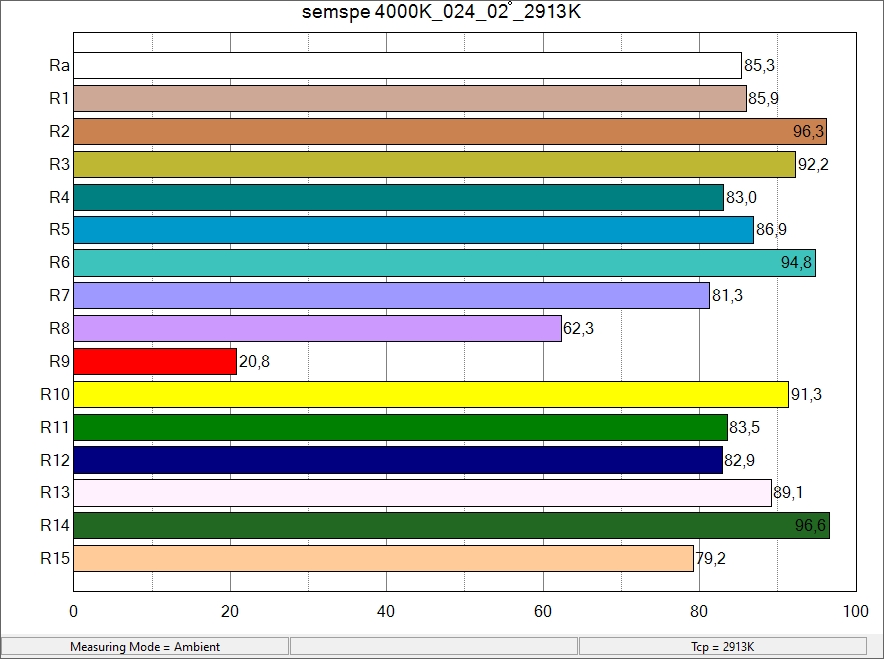 semspe 4000K_024_02°_2913K
Ra 85,3
R1 85,9
R2 96,3
R3 92,2
R4 83,0
R5 86,9
R6 94,8
R7 81,3
R8 62,3
R9 20,8
R10 91,3
R11 83,5
R12 82,9
R13 89,1
R14 96,6
R15 79,2
0 20 40 60 80 100
Measuring Mode = Ambient Tcp = 2913K